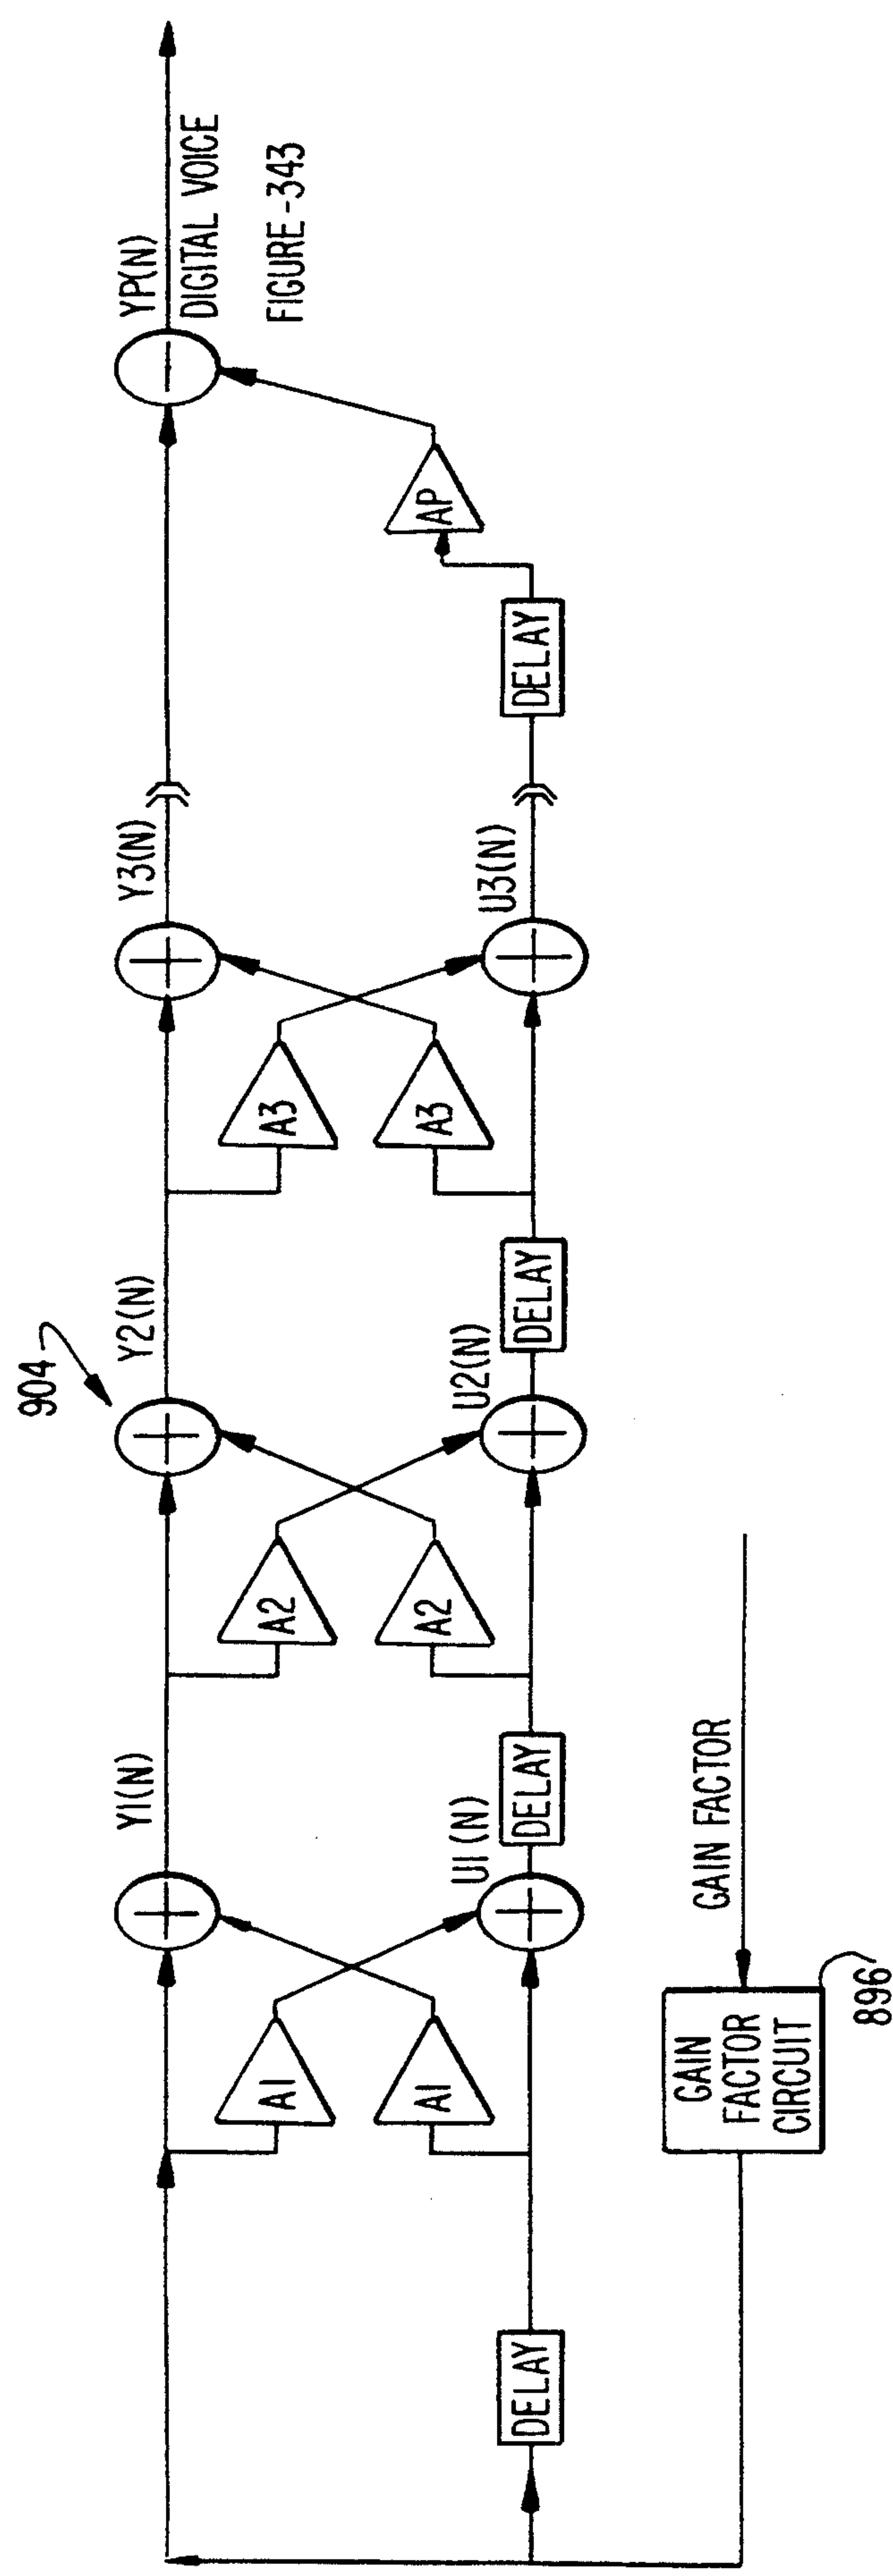 904
Y1(N)
Y2(N)
Y3(N)
YP(N)
DIGITAL VOICE
FIGURE-343
A1
A2
A3
A1
A2
A3
AP
U1(N)
U2(N)
U3(N)
DELAY
DELAY
DELAY
DELAY
GAIN FACTOR
GAIN
FACTOR
CIRCUIT
896